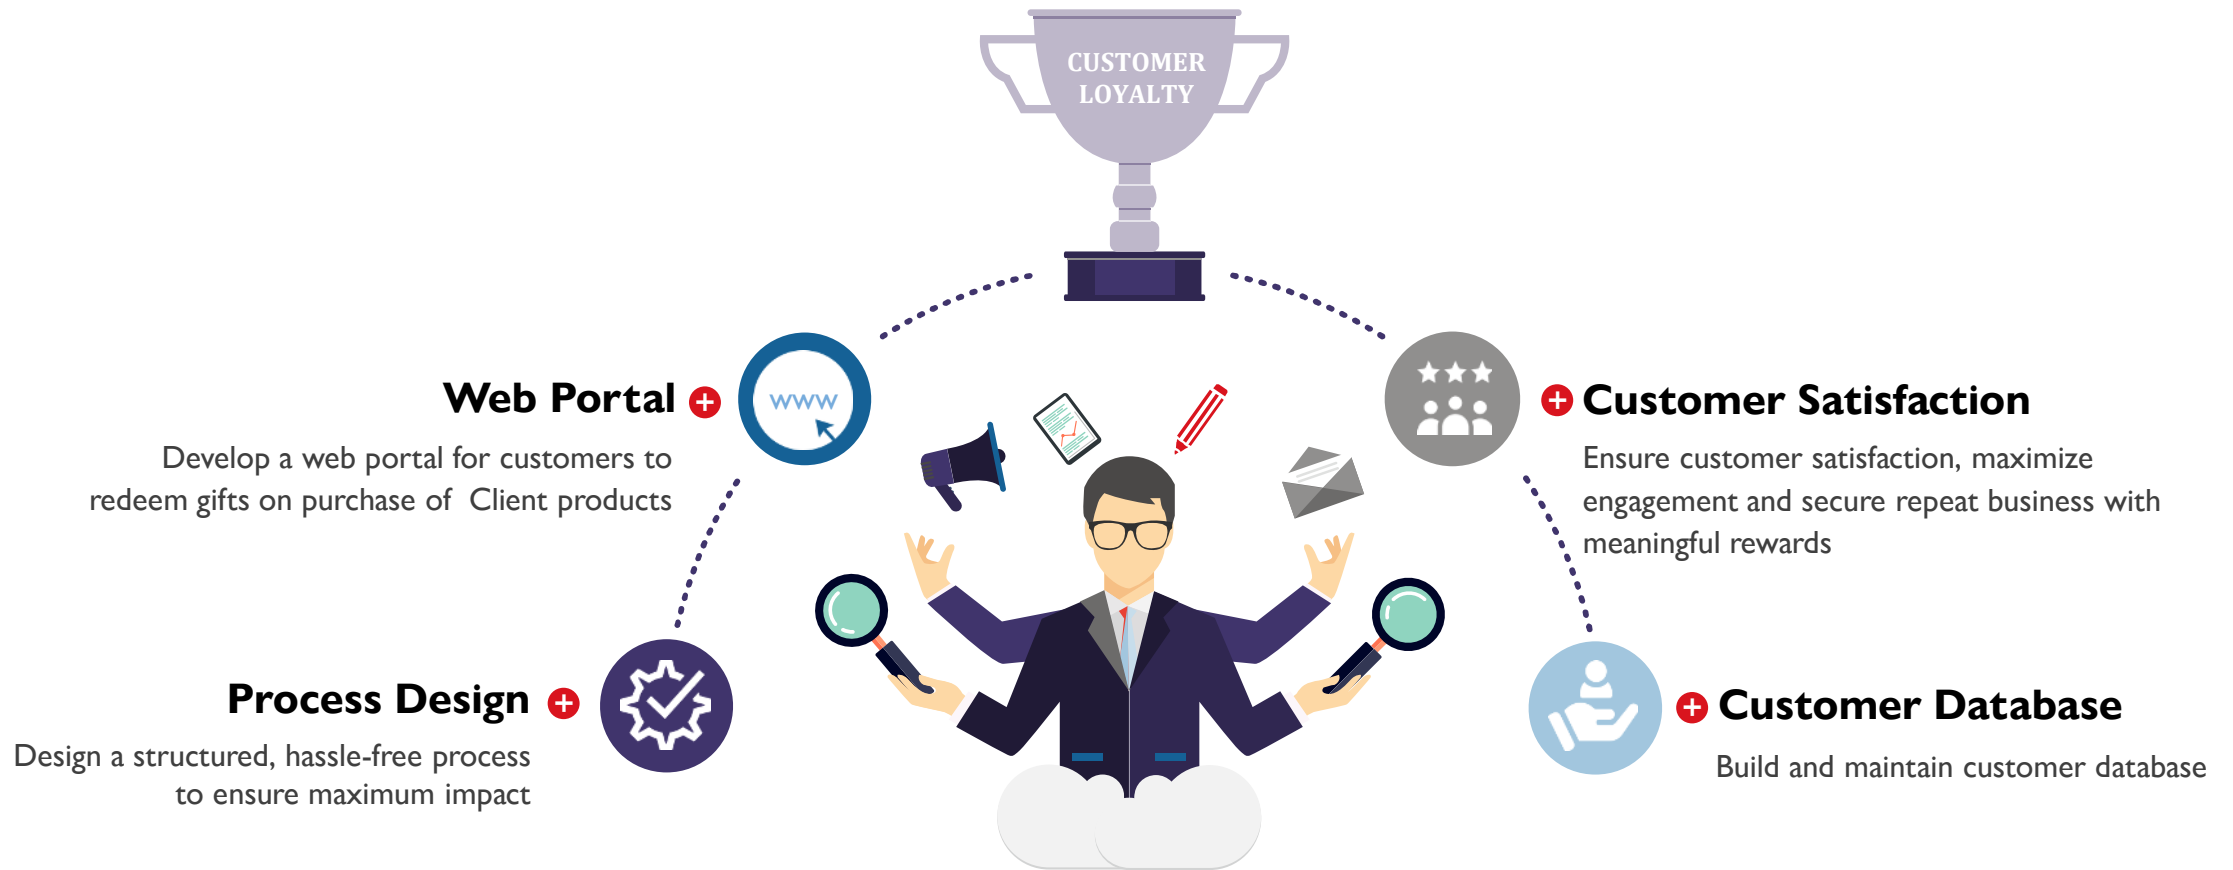 CUSTOMER
LOYALTY
Web Portal
Develop a web portal for customers to
redeem gifts on purchase of  Client products
www
Customer Satisfaction
Ensure customer satisfaction, maximize
engagement and secure repeat business with
meaningful rewards
Process Design
Design a structured, hassle-free process
to ensure maximum impact
Customer Database
Build and maintain customer database